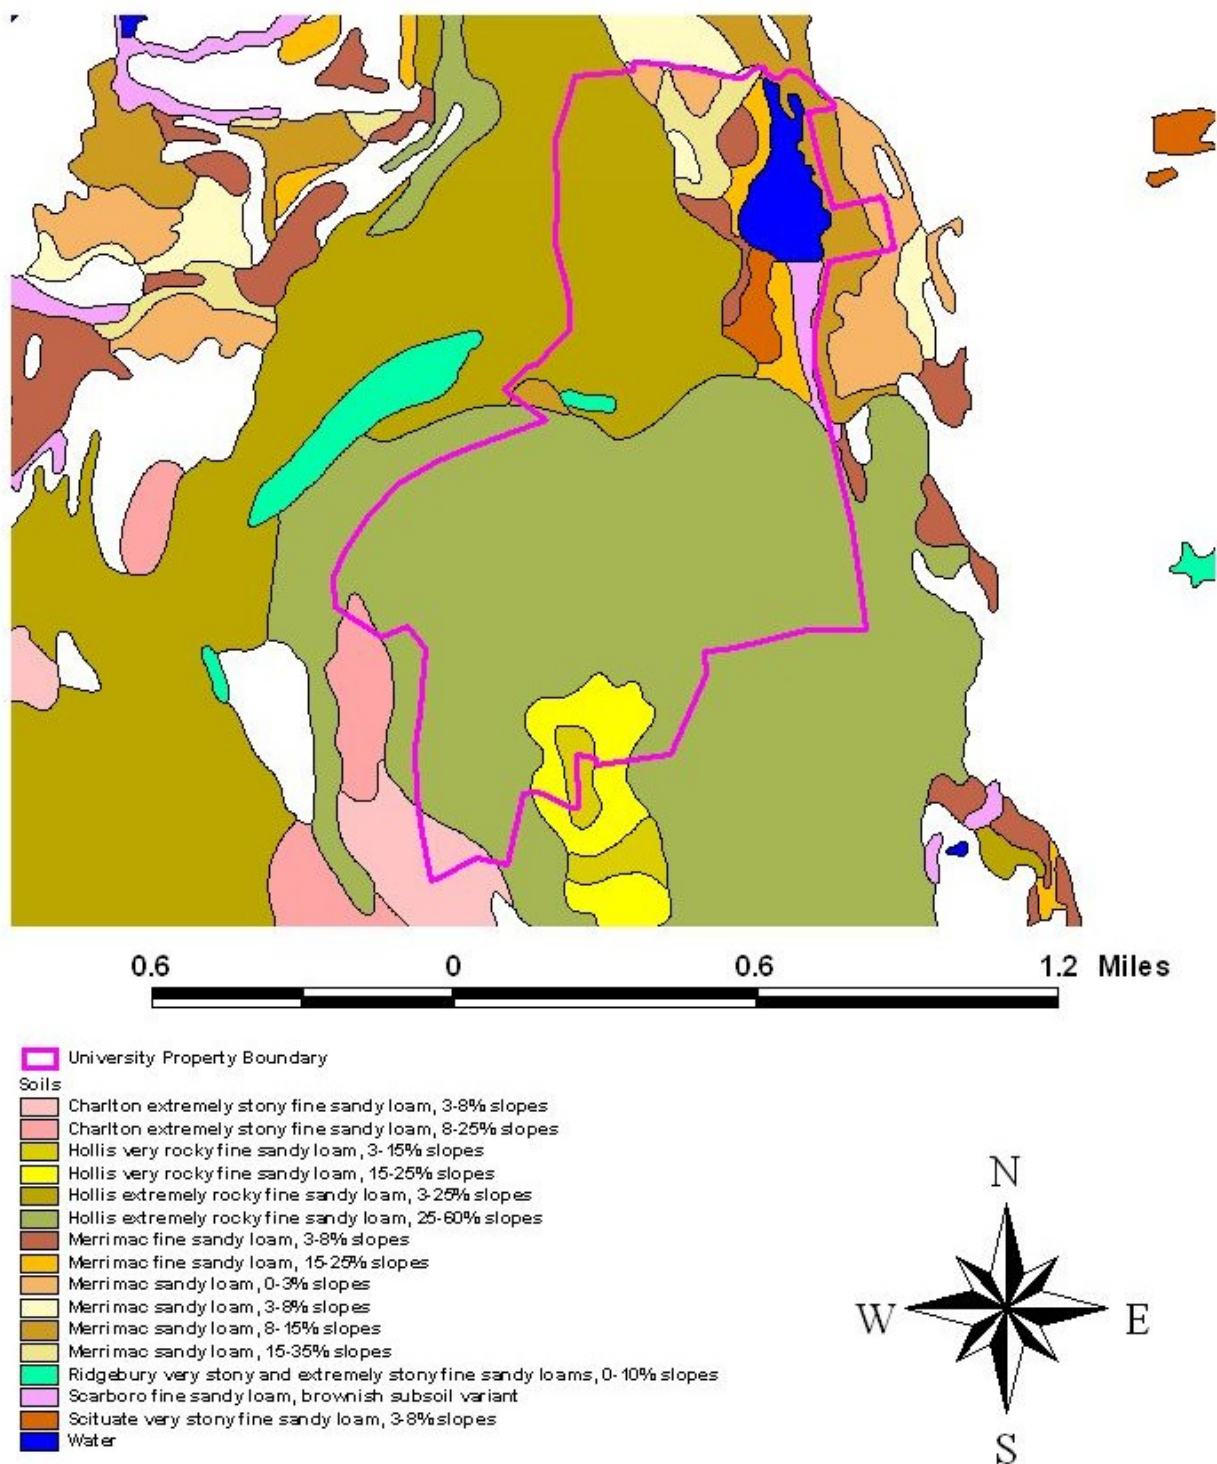 0.6 0 0.6 1.2 Miles
University Property Boundary
Soils
Charlton extremely stony fine sandy loam, 3-8% slopes
Charlton extremely stony fine sandy loam, 8-25% slopes
Hollis very rocky fine sandy loam, 3-15% slopes
Hollis very rocky fine sandy loam, 15-25% slopes
Hollis extremely rocky fine sandy loam, 3-25% slopes
Hollis extremely rocky fine sandy loam, 25-60% slopes
Merrimac fine sandy loam, 3-8% slopes
Merrimac fine sandy loam, 15-25% slopes
Merrimac sandy loam, 0-3% slopes
Merrimac sandy loam, 3-8% slopes
Merrimac sandy loam, 8-15% slopes
Merrimac sandy loam, 15-35% slopes
Ridgebury very stony and extremely stony fine sandy loams, 0-10% slopes
Scarboro fine sandy loam, brownish subsoil variant
Scituate very stony fine sandy loam, 3-8% slopes
Water
N
W E
S